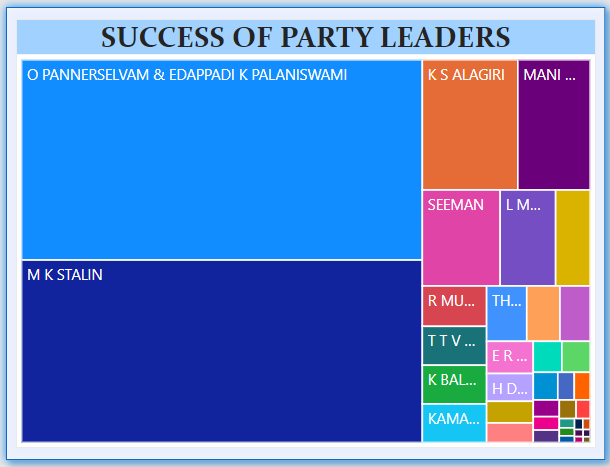 SUCCESS OF PARTY LEADERS
O PANNERSELVAM & EDAPPADI K PALANISWAMI
K S ALAGIRI
MANI ...
SEEMAN
L M...
M K STALIN
R MU...
TH...
T T V ...
E R ...
K BAL...
H D...
KAMA...